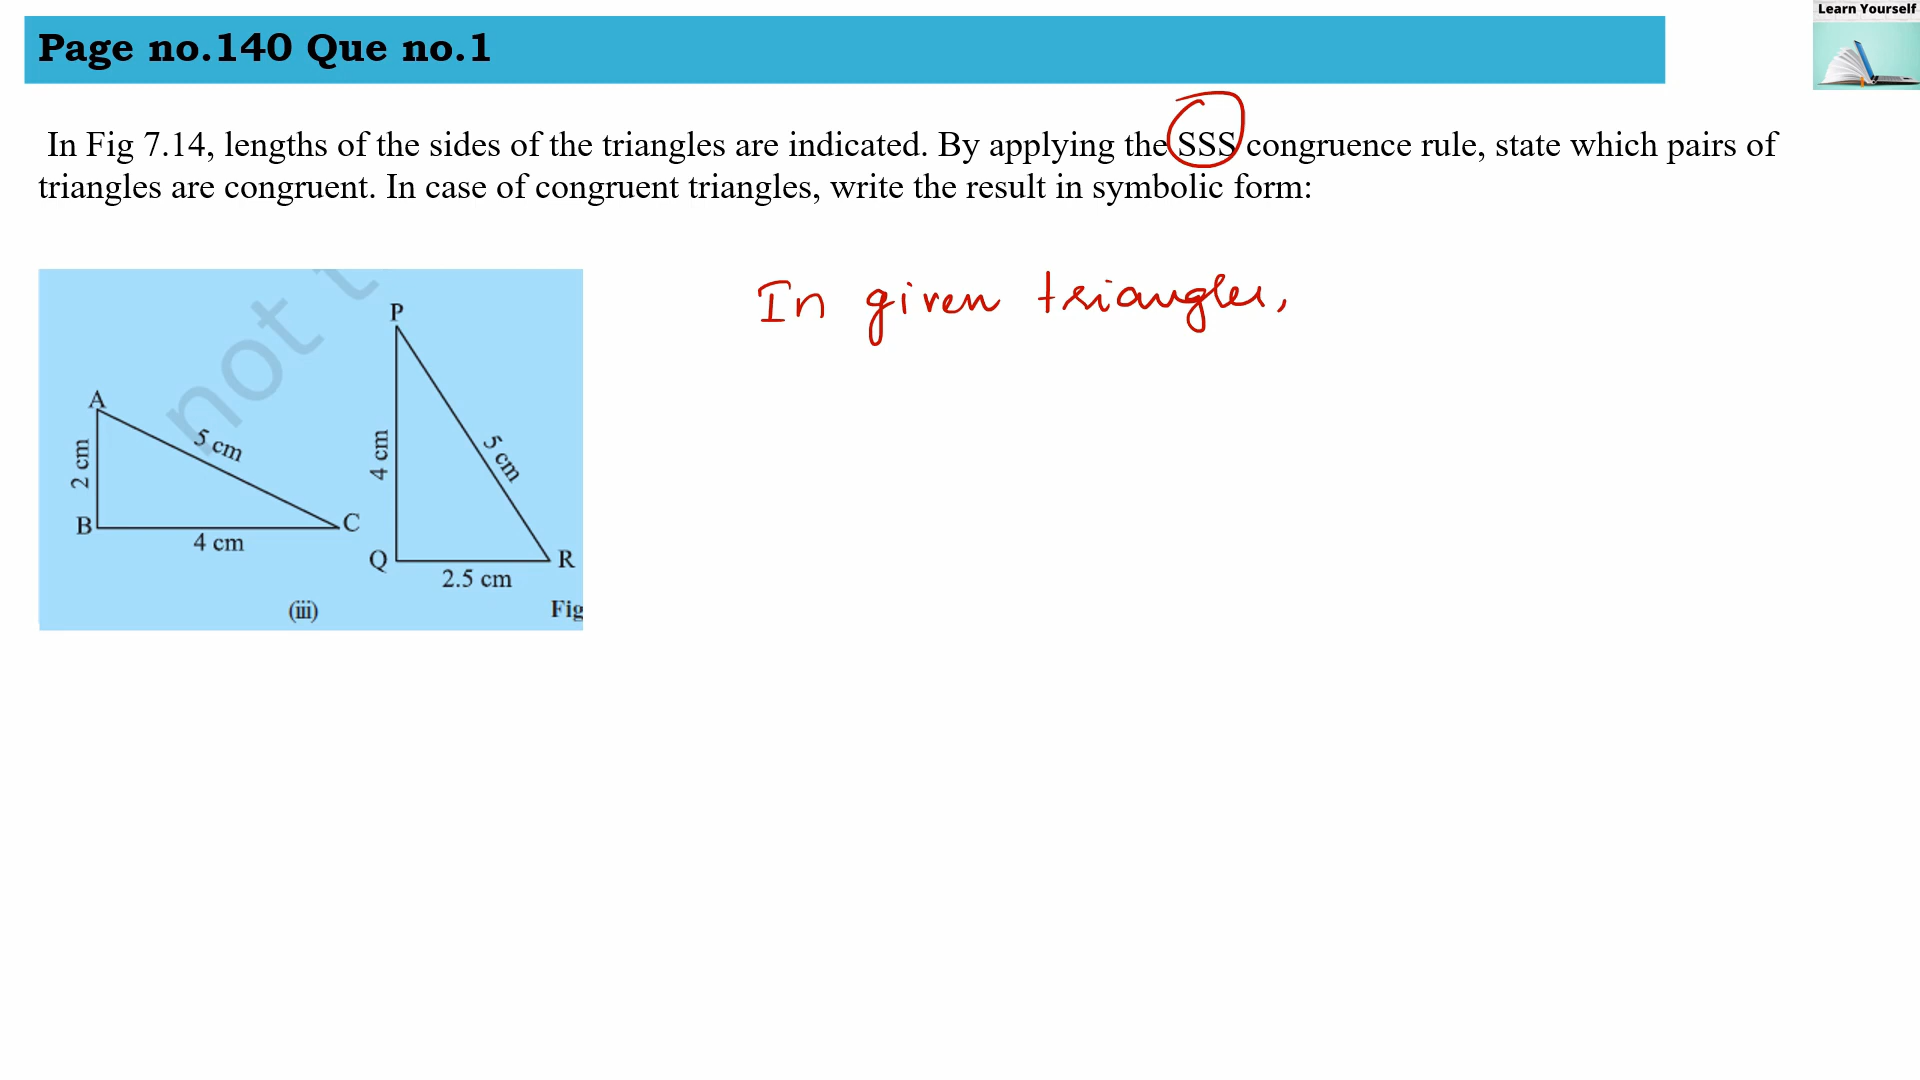 Learn Yourself
Page no.140 Que no.1
In Fig 7.14, lengths of the sides of the triangles are indicated. By applying the SSS congruence rule, state which pairs of
triangles are congruent. In case of congruent triangles, write the result in symbolic form:
In given triangles,
not t
P
A
5 cm
2 cm
4 cm
5 cm
B
C
4 cm
Q
R
2.5 cm
(iii)
Fig